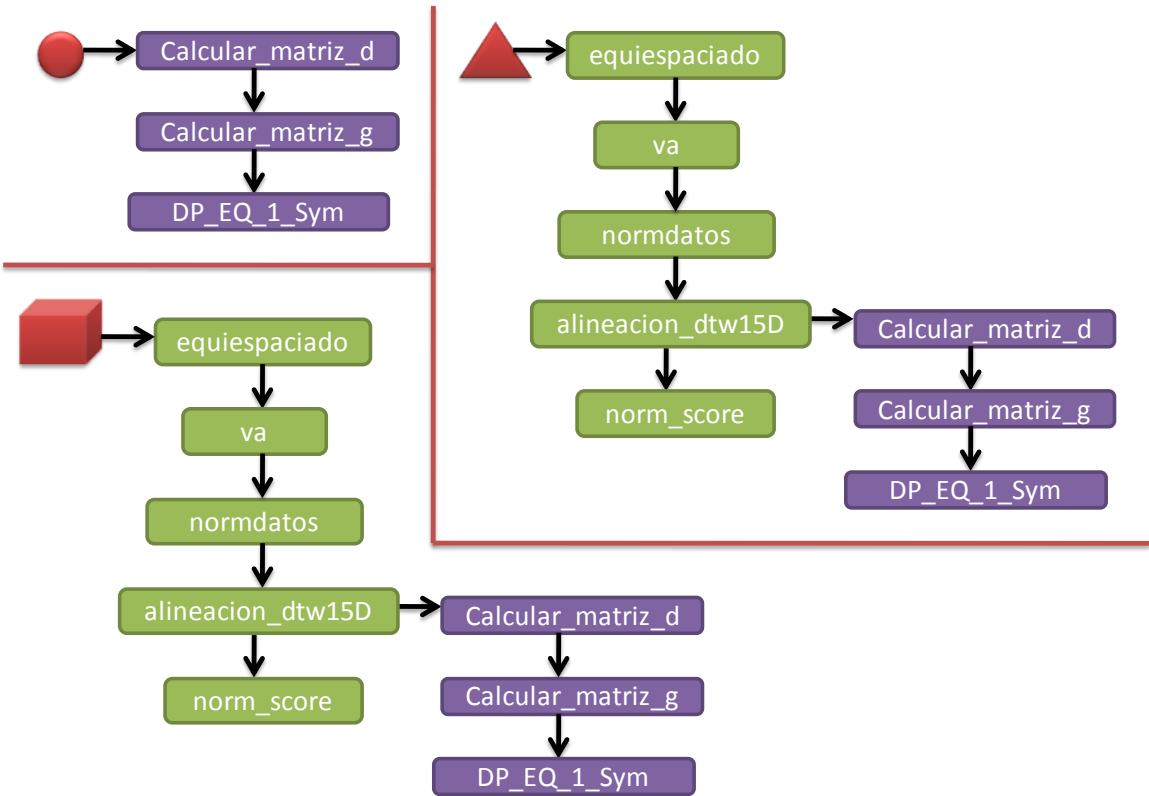 Calcular_matriz_d
Calcular_matriz_g
DP_EQ_1_Sym
equiespaciado
va
normdatos
alineacion_dtw15D
norm_score
Calcular_matriz_d
Calcular_matriz_g
DP_EQ_1_Sym
equiespaciado
va
normdatos
alineacion_dtw15D
norm_score
Calcular_matriz_d
Calcular_matriz_g
DP_EQ_1_Sym